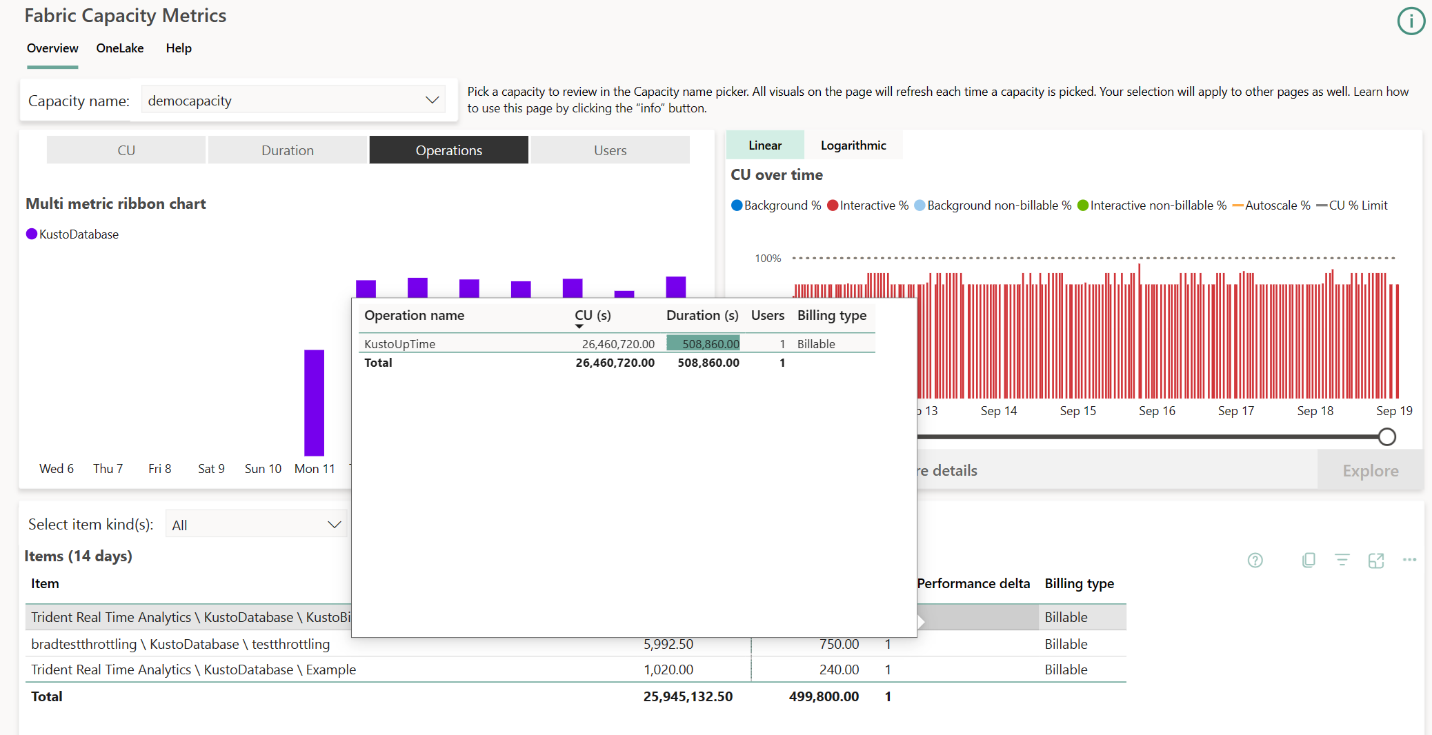 Fabric Capacity Metrics
Overview OneLake Help
Capacity name: democapacity
Pick a capacity to review in the Capacity name picker. All visuals on the page will refresh each time a capacity is picked. Your selection will apply to other pages as well. Learn how
to use this page by clicking the "info" button.
CU Duration Operations Users
Multi metric ribbon chart
KustoDatabase
Wed 6 Thu 7 Fri 8 Sat 9 Sun 10 Mon 11
Linear Logarithmic
CU over time
Background % Interactive % Background non-billable % Interactive non-billable % Autoscale % CU % Limit
100%
13 Sep 14 Sep 15 Sep 16 Sep 17 Sep 18 Sep 19
details
Explore
Operation name CU (s) Duration (s) Users Billing type
KustoUpTime 26,460,720.00 508,860.00 1 Billable
Total 26,460,720.00 508,860.00 1
Select item kind(s): All
Items (14 days)
Item Performance delta Billing type
Trident Real Time Analytics \ KustoDatabase \ KustoBi Billable
bradtestthrottling \ KustoDatabase \ testthrottling 5,992.50 750.00 1 Billable
Trident Real Time Analytics \ KustoDatabase \ Example 1,020.00 240.00 1 Billable
Total 25,945,132.50 499,800.00 1